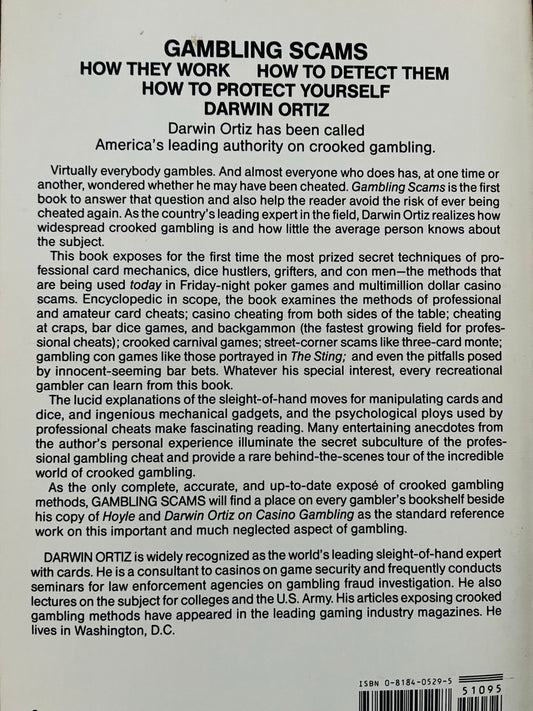 GAMBLING SCAMS
HOW THEY WORK HOW TO DETECT THEM
HOW TO PROTECT YOURSELF
DARWIN ORTIZ
Darwin Ortiz has been called
America's leading authority on crooked gambling.
Virtually everybody gambles. And almost everyone who does has, at one time or
another, wondered whether he may have been cheated. Gambling Scams is the first
book to answer that question and also help the reader avoid the risk of ever being
cheated again. As the country's leading expert in the field, Darwin Ortiz realizes how
widespread crooked gambling is and how little the average person knows about
the subject.
This book exposes for the first time the most prized secret techniques of pro-
fessional card mechanics, dice hustlers, grifters, and con men—the methods that
are being used today in Friday-night poker games and multimillion dollar casino
scams. Encyclopedic in scope, the book examines the methods of professional
and amateur card cheats; casino cheating from both sides of the table; cheating
at craps, bar dice games, and backgammon (the fastest growing field for profes-
sional cheats); crooked carnival games; street-corner scams like three-card monte;
gambling con games like those portrayed in The Sting; and even the pitfalls posed
by innocent-seeming bar bets. Whatever his special interest, every recreational
gambler can learn from this book.
The lucid explanations of the sleight-of-hand moves for manipulating cards and
dice, and ingenious mechanical gadgets, and the psychological ploys used by
professional cheats make fascinating reading. Many entertaining anecdotes from
the author's personal experience illuminate the secret subculture of the profes-
sional gambling cheat and provide a rare behind-the-scenes tour of the incredible
world of crooked gambling.
As the only complete, accurate, and up-to-date exposé of crooked gambling
methods, GAMBLING SCAMS will find a place on every gambler's bookshelf beside
his copy of Hoyle and Darwin Ortiz on Casino Gambling as the standard reference
work on this important and much neglected aspect of gambling.
DARWIN ORTIZ is widely recognized as the world's leading sleight-of-hand expert
with cards. He is a consultant to casinos on game security and frequently conducts
seminars for law enforcement agencies on gambling fraud investigation. He also
lectures on the subject for colleges and the U.S. Army. His articles exposing crooked
gambling methods have appeared in the leading gaming industry magazines. He
lives in Washington, D.C.
ISBN 0-8184-0529-5
51095